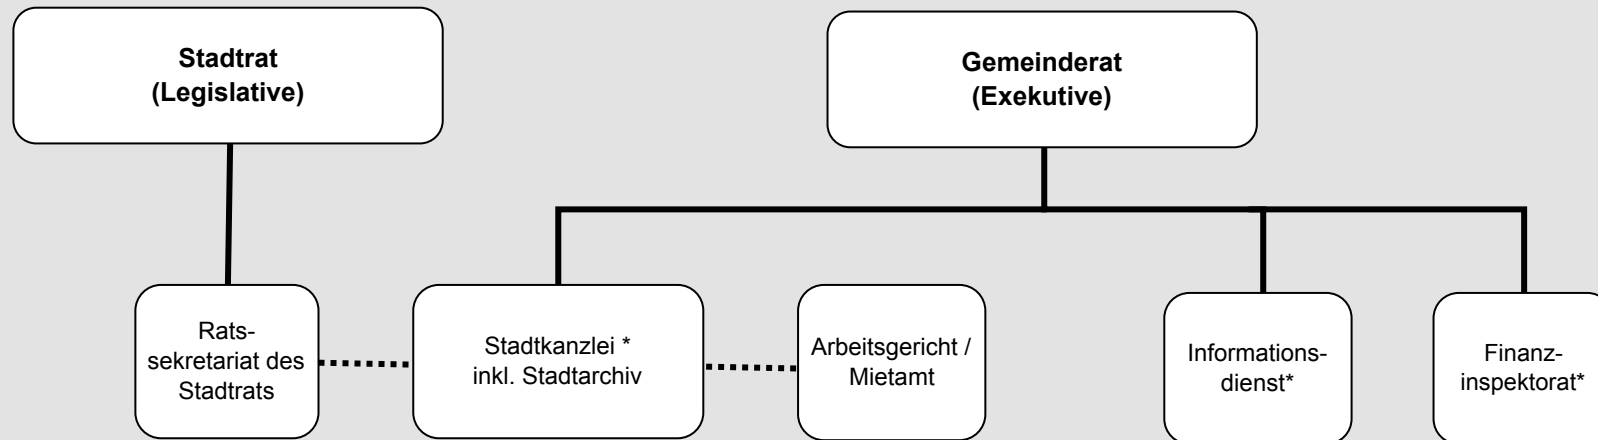 Stadtrat
(Legislative)
Gemeinderat
(Exekutive)
Rats-
sekretariat des
Stadtrats
Stadtkanzlei *
inkl. Stadtarchiv
Arbeitsgericht /
Mietamt
Informations-
dienst*
Finanz-
inspektorat*